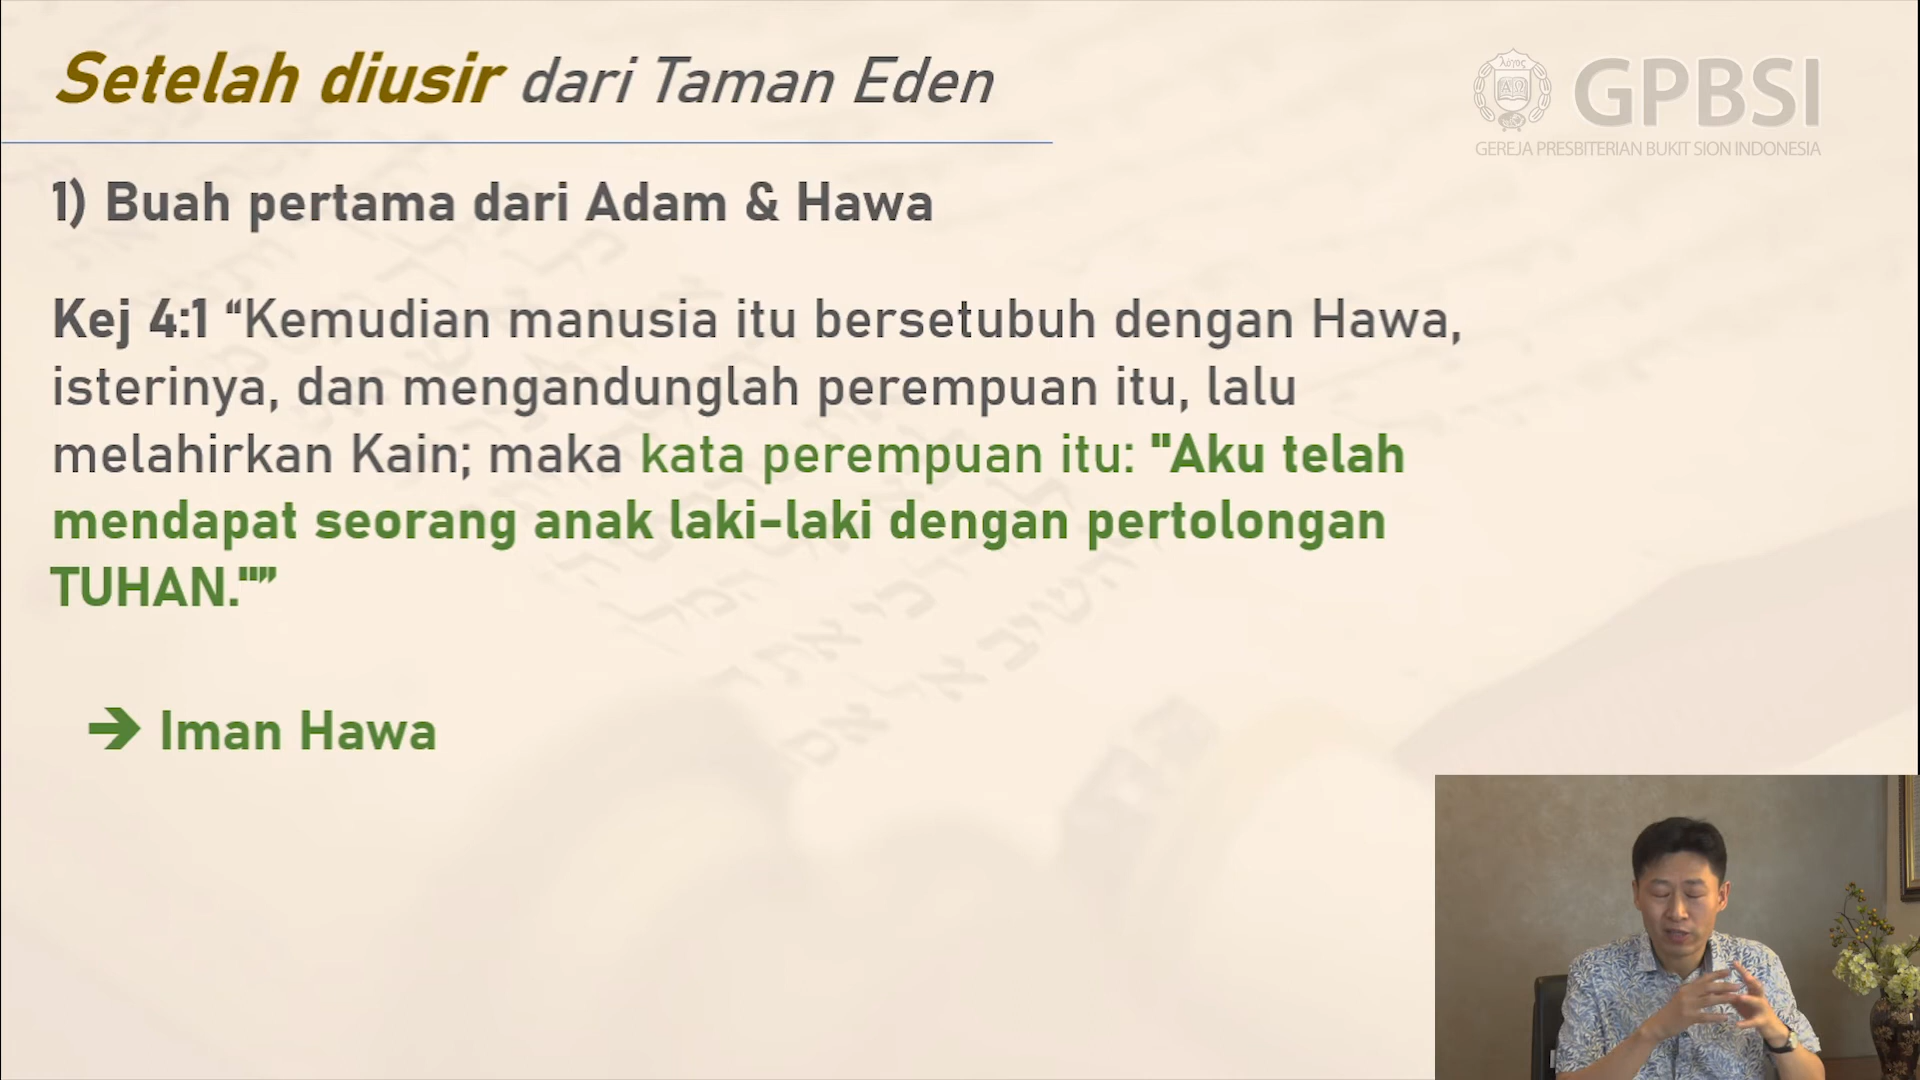 Setelah diusir dari Taman Eden
λόγος
ΑΩ
GPBSI
GEREJA PRESBITERIAN BUKIT SION INDONESIA
1) Buah pertama dari Adam & Hawa
Kej 4:1 “Kemudian manusia itu bersetubuh dengan Hawa,
isterinya, dan mengandunglah perempuan itu, lalu
melahirkan Kain; maka kata perempuan itu: "Aku telah
mendapat seorang anak laki-laki dengan pertolongan
TUHAN."”
➔ Iman Hawa